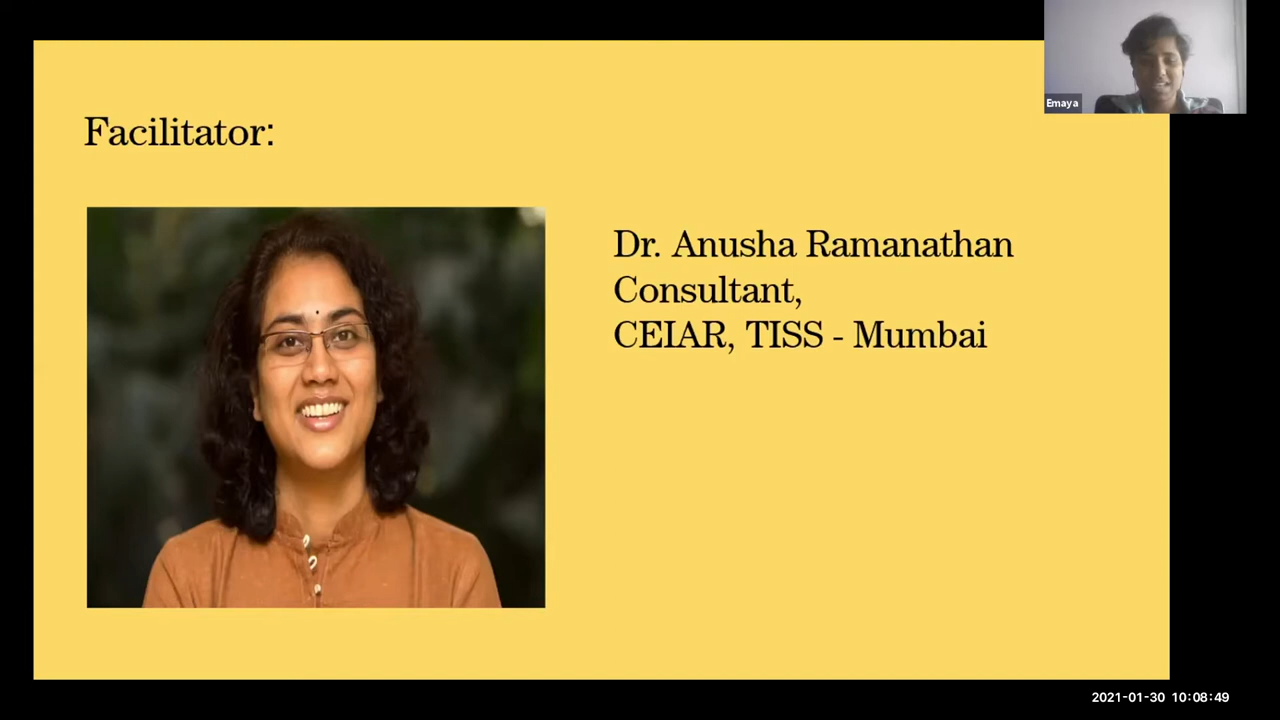 Emaya
Facilitator:
Dr. Anusha Ramanathan
Consultant,
CEIAR, TISS - Mumbai
2021-01-30 10:08:49